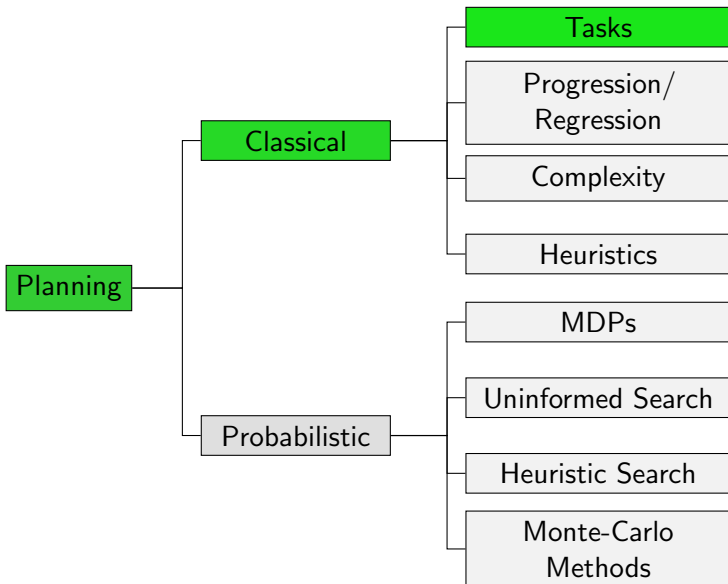 Tasks
Progression/
Regression
Classical
Complexity
Heuristics
Planning
MDPs
Uninformed Search
Probabilistic
Heuristic Search
Monte-Carlo
Methods